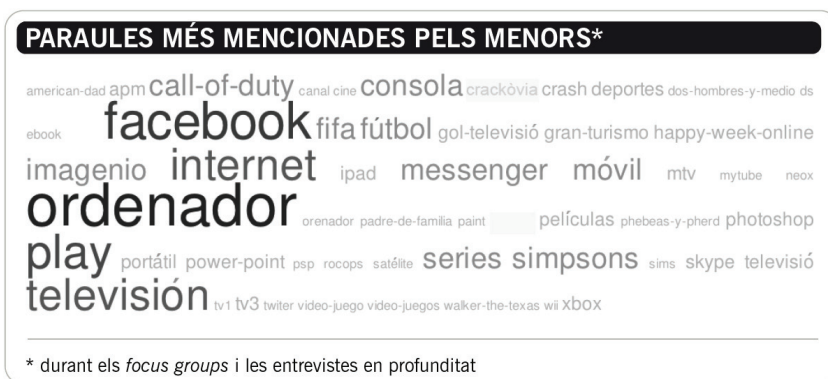 PARAULES MÉS MENCIONADES PELS MENORS*
american-dad apm call-of-duty canal cine consola crackòvia crash deportes dos-hombres-y-medio ds
ebook facebook fifa fútbol gol-televisió gran-turismo happy-week-online
imagenio internet ipad messenger móvil mtv mytube neox
ordenador orenador padre-de-familia paint películas phebeas-y-pherd photoshop
play portátil power-point psp rocops satélite series simpsons sims skype televisió
televisión tv1 tv3 twiter video-juego video-juegos walker-the-texas wii xbox
* durant els focus groups i les entrevistes en profunditat